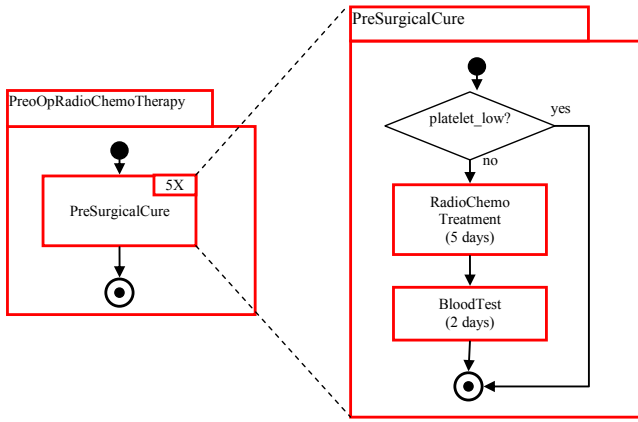 PreoOpRadioChemoTherapy
5X
PreSurgicalCure
PreSurgicalCure
platelet_low?
yes
no
RadioChemo
Treatment
(5 days)
BloodTest
(2 days)